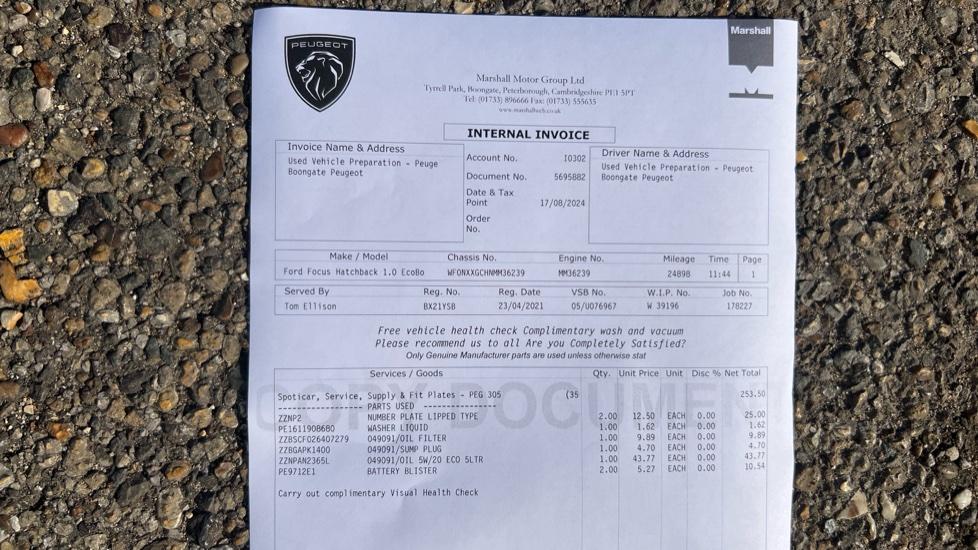 PEUGEOT
Marshall
Marshall Motor Group Ltd
Tyrrell Park, Boongate, Peterborough, Cambridgeshire PE1 5PT
Tel: (01733) 896666 Fax: (01733) 555635
www.marshallweb.co.uk
INTERNAL INVOICE
Invoice Name & Address
Used Vehicle Preparation - Peuge
Boongate Peugeot
Account No. 10302
Document No. 5695882
Date & Tax
Point 17/08/2024
Order
No.
Driver Name & Address
Used Vehicle Preparation - Peugeot
Boongate Peugeot
Make / Model Chassis No. Engine No. Mileage Time Page
Ford Focus Hatchback 1.0 EcoBo WFONXXGCHNMM36239 MM36239 24898 11:44 1
Served By Reg. No. Reg. Date VSB No. W.I.P. No. Job No.
Tom Ellison BX21YSB 23/04/2021 05/U076967 W 39196 178227
Free vehicle health check Complimentary wash and vacuum
Please recommend us to all Are you Completely Satisfied?
Only Genuine Manufacturer parts are used unless otherwise stat
Services / Goods Qty. Unit Price Unit Disc % Net Total
COPY DOCUMENT
Spoticar, Service, Supply & Fit Plates - PEG 305 (35 253.50
------------------ PARTS USED ---------------
ZZNP2 NUMBER PLATE LIPPED TYPE 2.00 12.50 EACH 0.00 25.00
PE1611908680 WASHER LIQUID 1.00 1.62 EACH 0.00 1.62
ZZBSCF026407279 049091/OIL FILTER 1.00 9.89 EACH 0.00 9.89
ZZBGAPK1400 049091/SUMP PLUG 1.00 4.70 EACH 0.00 4.70
ZZNPAN2365L 049091/OIL 5W/20 ECO 5LTR 1.00 43.77 EACH 0.00 43.77
PE9712E1 BATTERY BLISTER 2.00 5.27 EACH 0.00 10.54
Carry out complimentary Visual Health Check